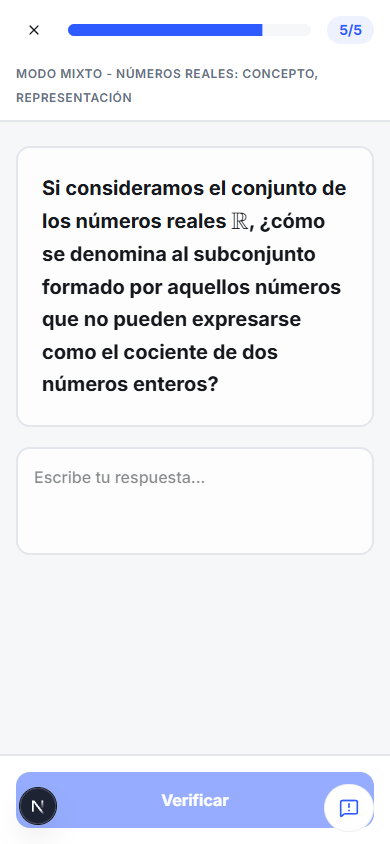 5/5
MODO MIXTO - NÚMEROS REALES: CONCEPTO,
REPRESENTACIÓN
Si consideramos el conjunto de
los números reales ℝ, ¿cómo
se denomina al subconjunto
formado por aquellos números
que no pueden expresarse
como el cociente de dos
números enteros?
Escribe tu respuesta...
Verificar
N